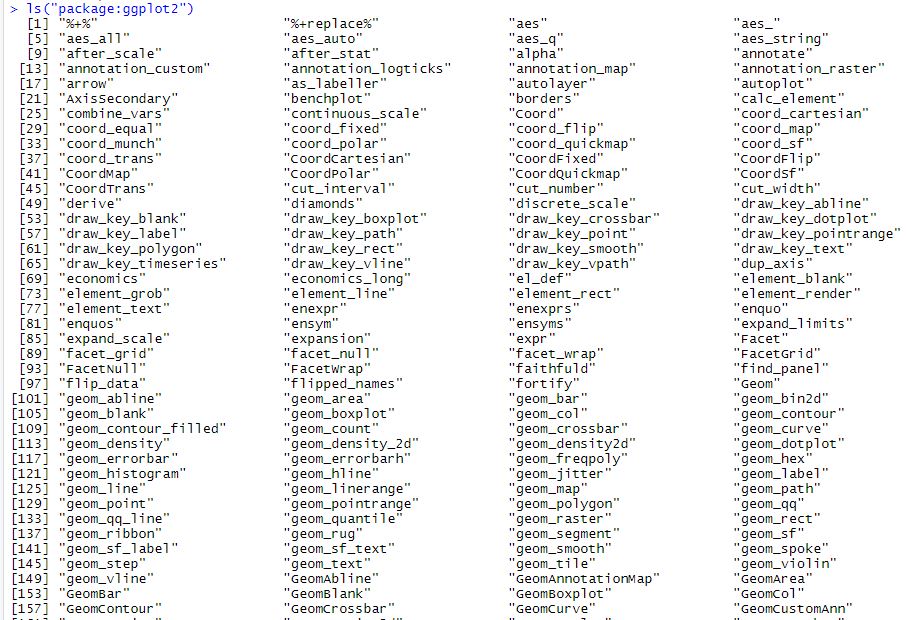 > ls("package:ggplot2")
[1] "%+%" "%+replace%" "aes" "aes_"
[5] "aes_all" "aes_auto" "aes_q" "aes_string"
[9] "after_scale" "after_stat" "alpha" "annotate"
[13] "annotation_custom" "annotation_logticks" "annotation_map" "annotation_raster"
[17] "arrow" "as_labeller" "autolayer" "autoplot"
[21] "AxisSecondary" "benchplot" "borders" "calc_element"
[25] "combine_vars" "continuous_scale" "Coord" "coord_cartesian"
[29] "coord_equal" "coord_fixed" "coord_flip" "coord_map"
[33] "coord_munch" "coord_polar" "coord_quickmap" "coord_sf"
[37] "coord_trans" "CoordCartesian" "CoordFixed" "CoordFlip"
[41] "CoordMap" "CoordPolar" "CoordQuickmap" "CoordSf"
[45] "CoordTrans" "cut_interval" "cut_number" "cut_width"
[49] "derive" "diamonds" "discrete_scale" "draw_key_abline"
[53] "draw_key_blank" "draw_key_boxplot" "draw_key_crossbar" "draw_key_dotplot"
[57] "draw_key_label" "draw_key_path" "draw_key_point" "draw_key_pointrange"
[61] "draw_key_polygon" "draw_key_rect" "draw_key_smooth" "draw_key_text"
[65] "draw_key_timeseries" "draw_key_vline" "draw_key_vpath" "dup_axis"
[69] "economics" "economics_long" "el_def" "element_blank"
[73] "element_grob" "element_line" "element_rect" "element_render"
[77] "element_text" "enexpr" "enexprs" "enquo"
[81] "enquos" "ensym" "ensyms" "expand_limits"
[85] "expand_scale" "expansion" "expr" "Facet"
[89] "facet_grid" "facet_null" "facet_wrap" "FacetGrid"
[93] "FacetNull" "FacetWrap" "faithfuld" "find_panel"
[97] "flip_data" "flipped_names" "fortify" "Geom"
[101] "geom_abline" "geom_area" "geom_bar" "geom_bin2d"
[105] "geom_blank" "geom_boxplot" "geom_col" "geom_contour"
[109] "geom_contour_filled" "geom_count" "geom_crossbar" "geom_curve"
[113] "geom_density" "geom_density_2d" "geom_density2d" "geom_dotplot"
[117] "geom_errorbar" "geom_errorbarh" "geom_freqpoly" "geom_hex"
[121] "geom_histogram" "geom_hline" "geom_jitter" "geom_label"
[125] "geom_line" "geom_linerange" "geom_map" "geom_path"
[129] "geom_point" "geom_pointrange" "geom_polygon" "geom_qq"
[133] "geom_qq_line" "geom_quantile" "geom_raster" "geom_rect"
[137] "geom_ribbon" "geom_rug" "geom_segment" "geom_sf"
[141] "geom_sf_label" "geom_sf_text" "geom_smooth" "geom_spoke"
[145] "geom_step" "geom_text" "geom_tile" "geom_violin"
[149] "geom_vline" "GeomAbline" "GeomAnnotationMap" "GeomArea"
[153] "GeomBar" "GeomBlank" "GeomBoxplot" "GeomCol"
[157] "GeomContour" "GeomCrossbar" "GeomCurve" "GeomCustomAnn"